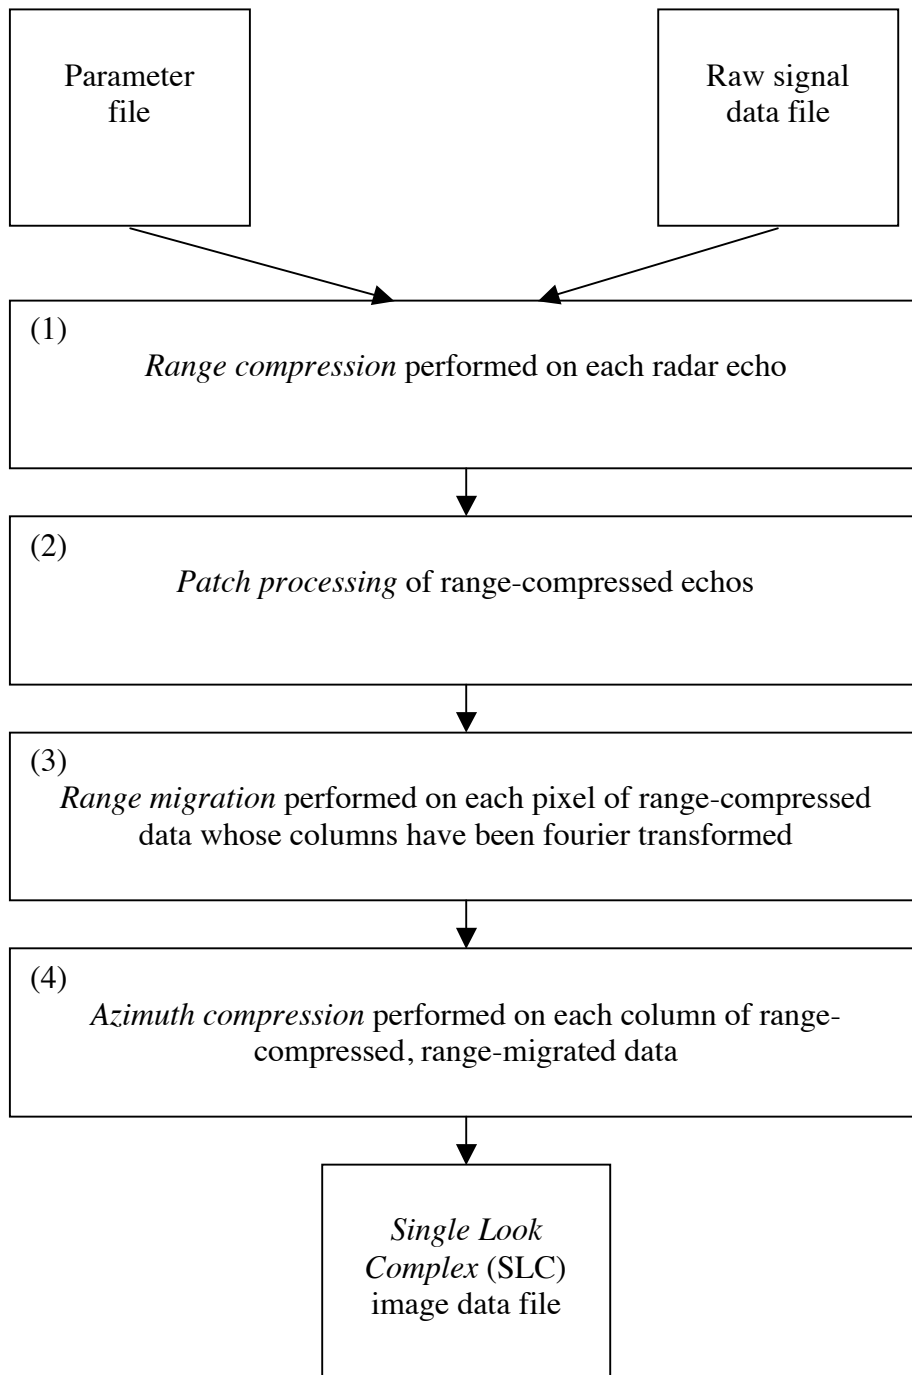 Parameter
file
Raw signal
data file
(1)
Range compression performed on each radar echo
(2)
Patch processing of range-compressed echos
(3)
Range migration performed on each pixel of range-compressed
data whose columns have been fourier transformed
(4)
Azimuth compression performed on each column of range-
compressed, range-migrated data
Single Look
Complex (SLC)
image data file